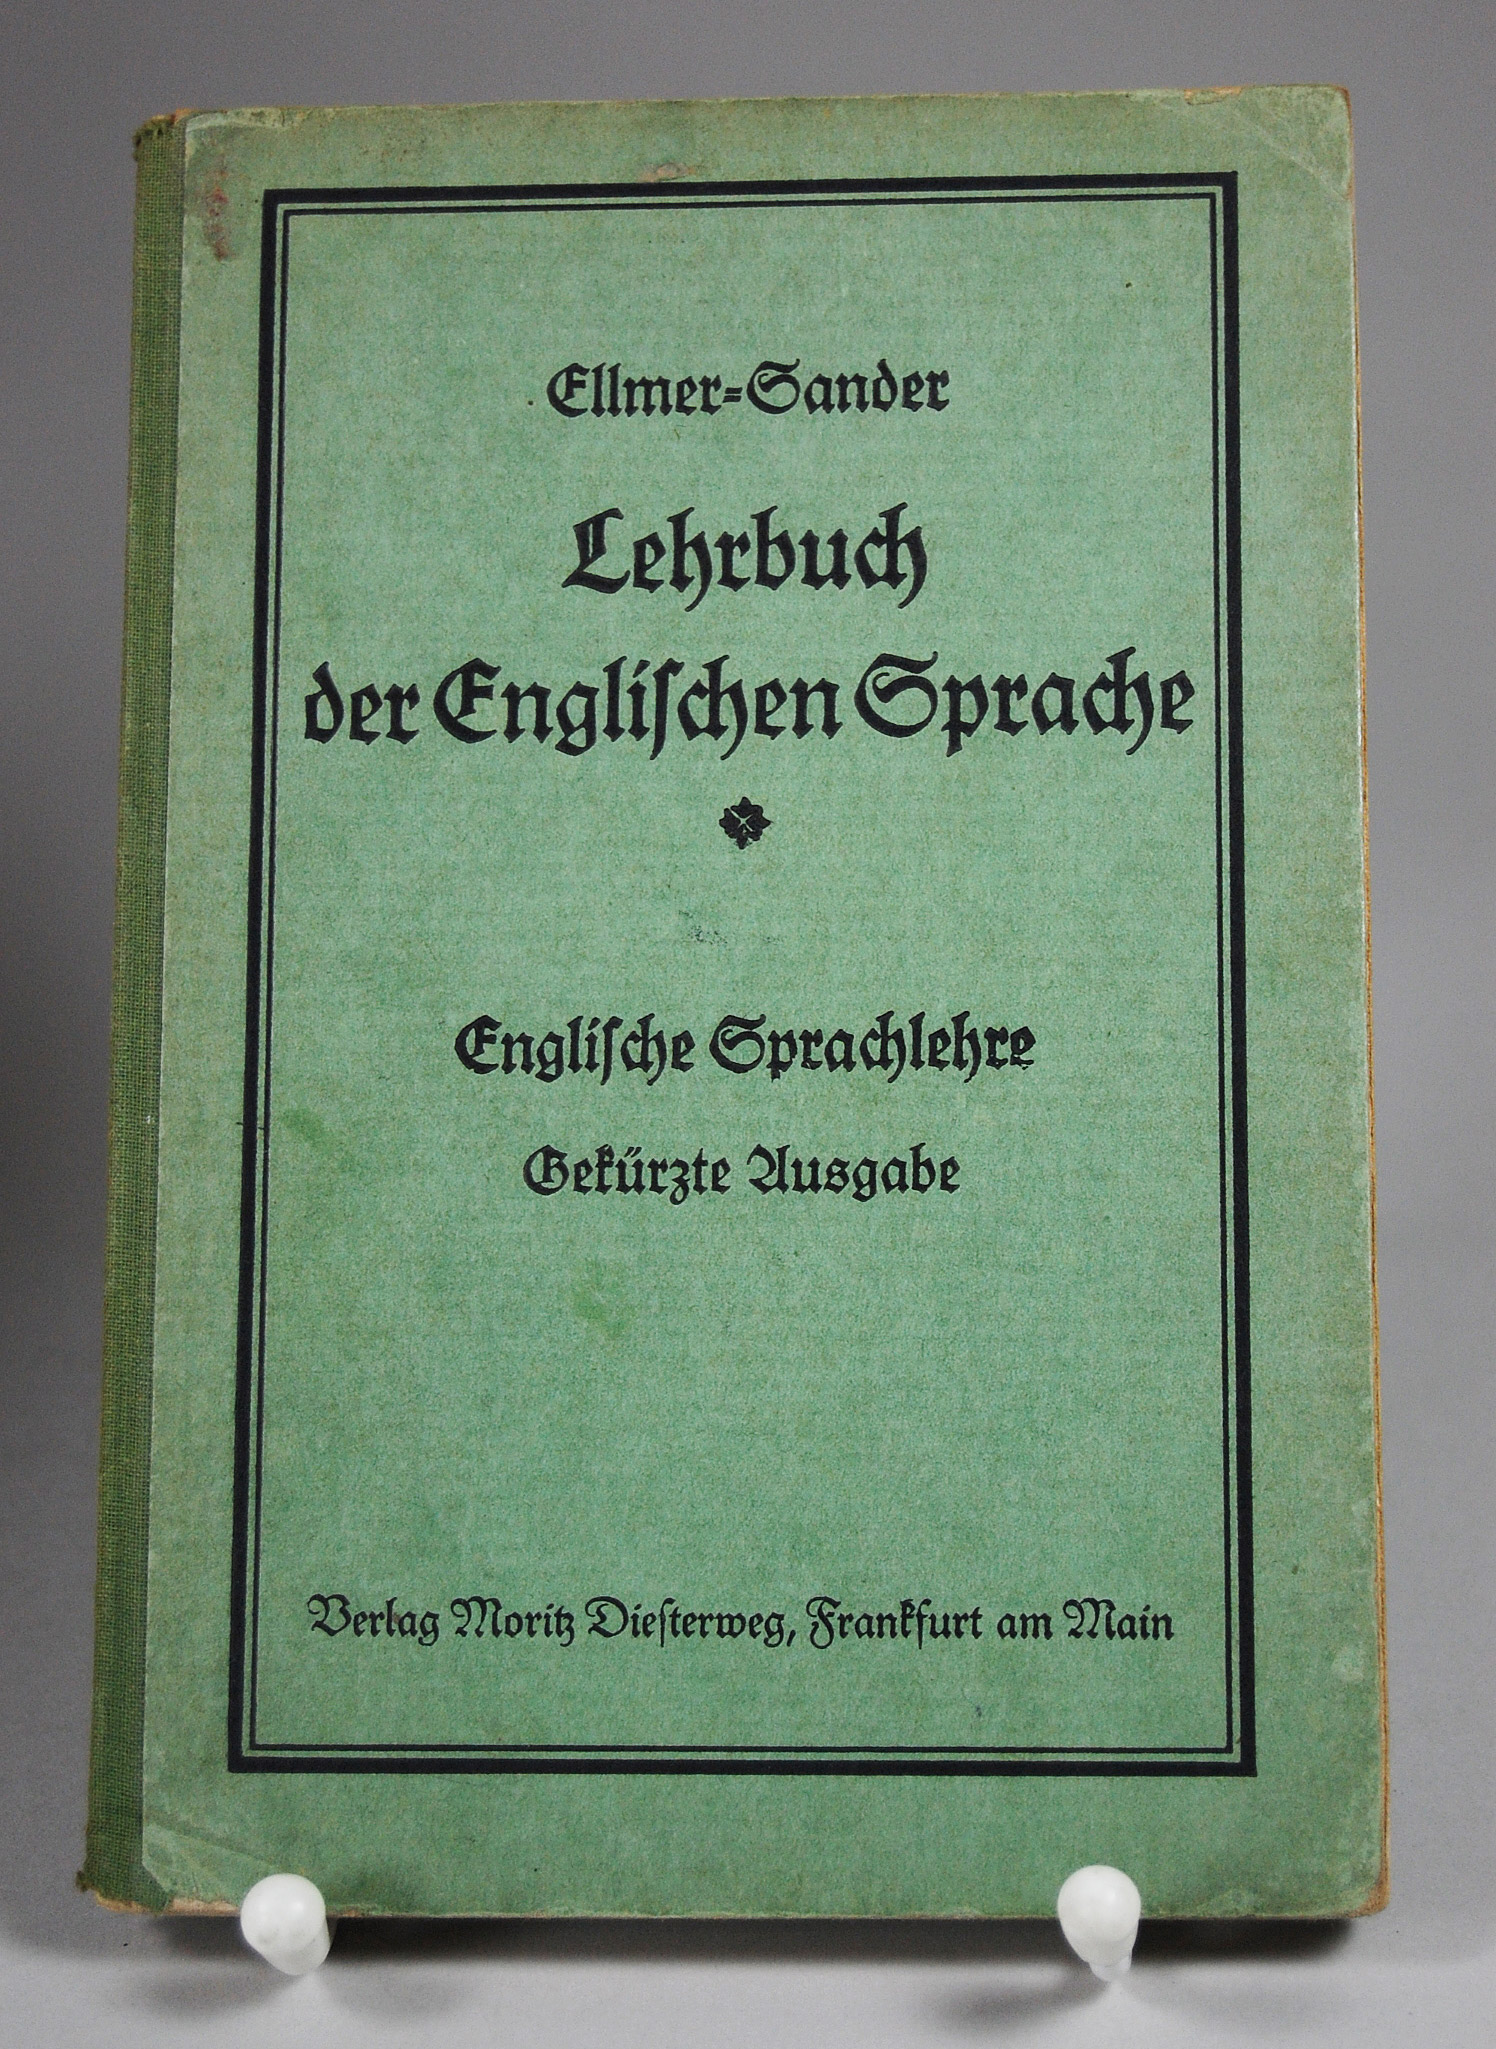 Ellmer=Sander
Lehrbuch
der Engliſchen Sprache
Engliſche Sprachlehre
Gekürzte Ausgabe
Verlag Moritz Dieſterweg, Frankfurt am Main